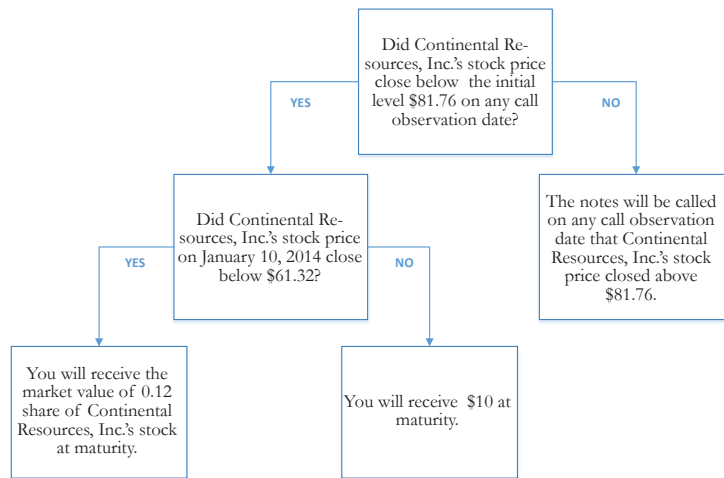 Did Continental Re-
sources, Inc.'s stock price
close below the initial
level $81.76 on any call
observation date?
YES
NO
Did Continental Re-
sources, Inc.'s stock price
on January 10, 2014 close
below $61.32?
The notes will be called
on any call observation
date that Continental
Resources, Inc.'s stock
price closed above
$81.76.
YES
NO
You will receive the
market value of 0.12
share of Continental
Resources, Inc.'s stock
at maturity.
You will receive $10 at
maturity.